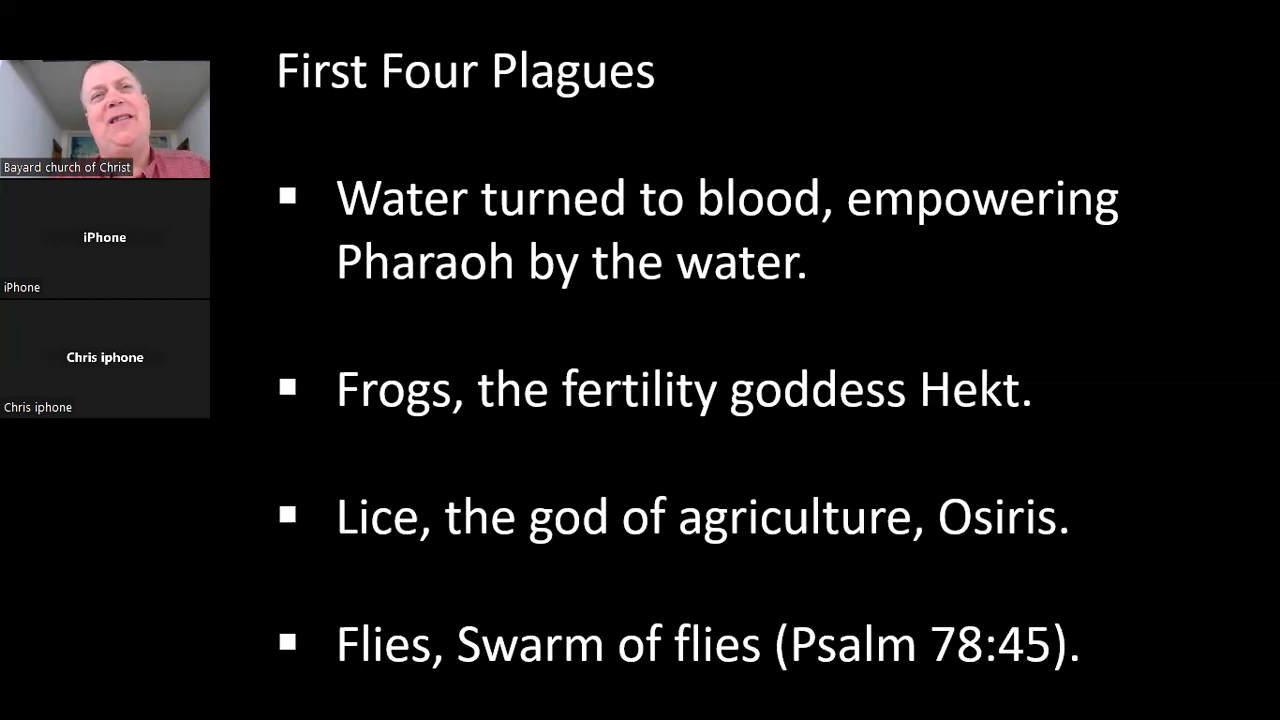 First Four Plagues
Bayard church of Christ
iPhone
iPhone
Chris iphone
Chris iphone
▪ Water turned to blood, empowering
Pharaoh by the water.
▪ Frogs, the fertility goddess Hekt.
▪ Lice, the god of agriculture, Osiris.
▪ Flies, Swarm of flies (Psalm 78:45).